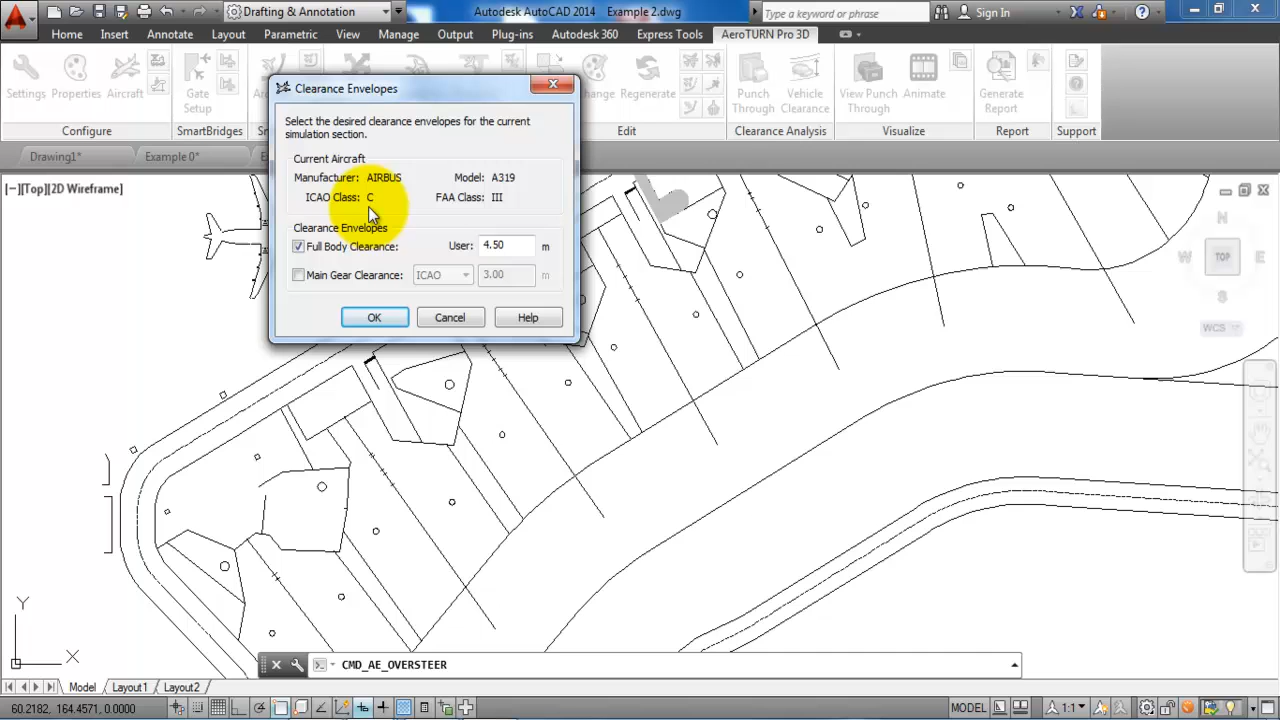 Drafting & Annotation
Autodesk AutoCAD 2014 Example 2.dwg
Type a keyword or phrase
Sign In
Home Insert Annotate Layout Parametric View Manage Output Plug-ins Autodesk 360 Express Tools AeroTURN Pro 3D
Settings Properties Aircraft Gate Setup Regenerate Punch Through Vehicle Clearance View Punch Through Animate Generate Report
Configure SmartBridges Edit Clearance Analysis Visualize Report Support
Drawing1* Example 0*
[−][Top][2D Wireframe]
Clearance Envelopes
Select the desired clearance envelopes for the current
simulation section.
Current Aircraft
Manufacturer: AIRBUS Model: A319
ICAO Class: C FAA Class: III
Clearance Envelopes
Full Body Clearance: User: 4.50 m
Main Gear Clearance: ICAO 3.00 m
OK Cancel Help
N
W TOP E
S
WCS
Y
X
CMD_AE_OVERSTEER
Model Layout1 Layout2
60.2182, 164.4571, 0.0000
MODEL
1:1